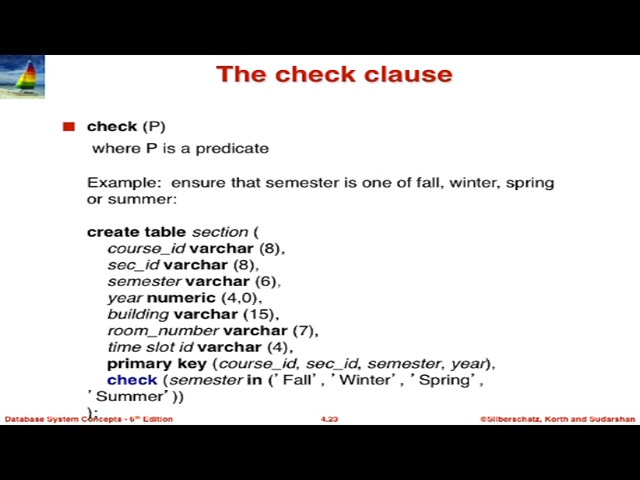 The check clause
check (P)
where P is a predicate
Example: ensure that semester is one of fall, winter, spring
or summer:
create table section (
course_id varchar (8),
sec_id varchar (8),
semester varchar (6),
year numeric (4,0),
building varchar (15),
room_number varchar (7),
time slot id varchar (4),
primary key (course_id, sec_id, semester, year),
check (semester in ('Fall', 'Winter', 'Spring',
'Summer'))
);
Database System Concepts - 6th Edition
4.23
©Silberschatz, Korth and Sudarshan